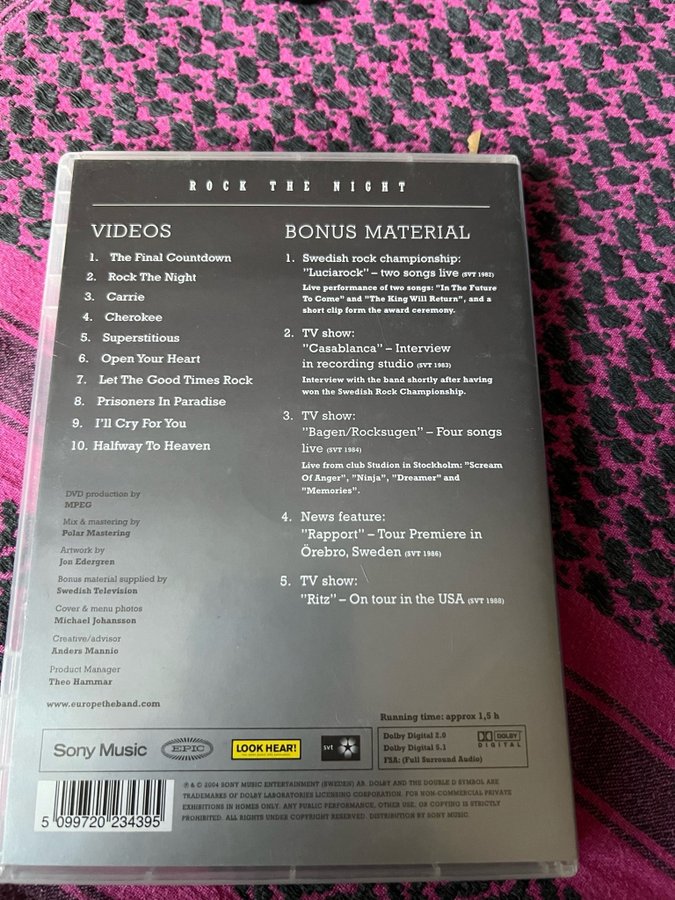 ROCK THE NIGHT
VIDEOS
1. The Final Countdown
2. Rock The Night
3. Carrie
4. Cherokee
5. Superstitious
6. Open Your Heart
7. Let The Good Times Rock
8. Prisoners In Paradise
9. I'll Cry For You
10. Halfway To Heaven
DVD production by
MPEG
Mix & mastering by
Polar Mastering
Artwork by
Jon Edergren
Bonus material supplied by
Swedish Television
Cover & menu photos
Michael Johansson
Creative/advisor
Anders Mannio
Product Manager
Theo Hammar
www.europetheband.com
BONUS MATERIAL
1. Swedish rock championship:
"Luciarock" – two songs live (SVT 1982)
Live performance of two songs: "In The Future
To Come" and "The King Will Return", and a
short clip form the award ceremony.
2. TV show:
"Casablanca" – Interview
in recording studio (SVT 1983)
Interview with the band shortly after having
won the Swedish Rock Championship.
3. TV show:
"Bagen/Rocksugen" – Four songs
live (SVT 1984)
Live from club Studion in Stockholm: "Scream
Of Anger", "Ninja", "Dreamer" and
"Memories".
4. News feature:
"Rapport" – Tour Premiere in
Örebro, Sweden (SVT 1986)
5. TV show:
"Ritz" – On tour in the USA (SVT 1988)
Running time: approx 1,5 h
Sony Music
EPIC
LOOK HEAR!
svt
Dolby Digital 2.0
Dolby Digital 5.1
FSA: (Full Surround Audio)
DOLBY
DIGITAL
℗ & © 2004 SONY MUSIC ENTERTAINMENT (SWEDEN) AB. DOLBY AND THE DOUBLE D SYMBOL ARE
TRADEMARKS OF DOLBY LABORATORIES LICENSING CORPORATION. FOR NON-COMMERCIAL PRIVATE
EXHIBITIONS IN HOMES ONLY. ANY PUBLIC PERFORMANCE, OTHER USE, OR COPYING IS STRICTLY
PROHIBITED. ALL RIGHTS UNDER COPYRIGHT RESERVED. DISTRIBUTION BY SONY MUSIC
5 099720 234395